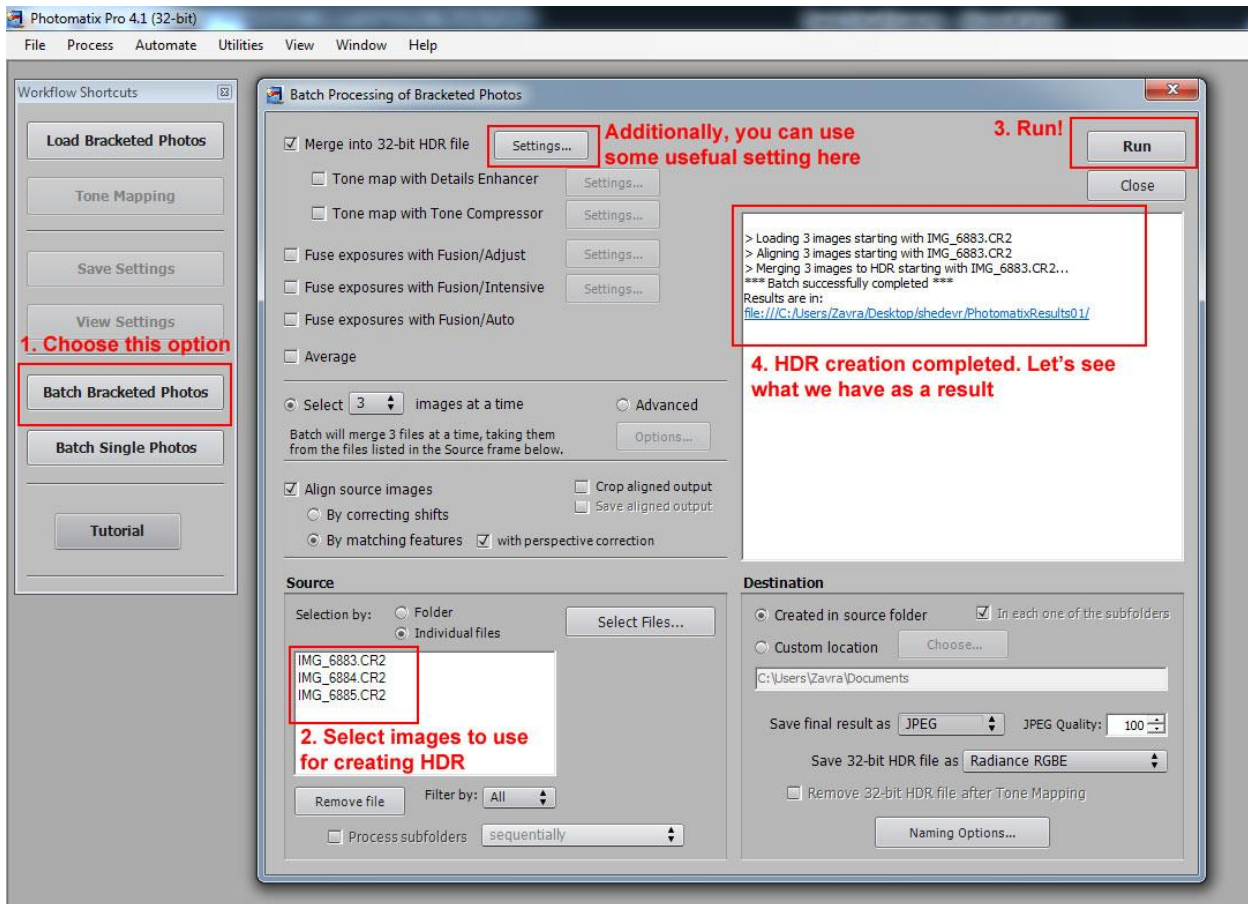 Photomatix Pro 4.1 (32-bit)
File Process Automate Utilities View Window Help
Workflow Shortcuts
Load Bracketed Photos
Tone Mapping
Save Settings
View Settings
1. Choose this option
Batch Bracketed Photos
Batch Single Photos
Tutorial
Batch Processing of Bracketed Photos
Merge into 32-bit HDR file Settings...
Additionally, you can use
some usefual setting here
3. Run!
Run
Close
Tone map with Details Enhancer Settings...
Tone map with Tone Compressor Settings...
Fuse exposures with Fusion/Adjust Settings...
Fuse exposures with Fusion/Intensive Settings...
Fuse exposures with Fusion/Auto
Average
Select 3 images at a time Advanced
Batch will merge 3 files at a time, taking them
from the files listed in the Source frame below.
Options...
Align source images Crop aligned output
By correcting shifts Save aligned output
By matching features with perspective correction
> Loading 3 images starting with IMG_6883.CR2
> Aligning 3 images starting with IMG_6883.CR2
> Merging 3 images to HDR starting with IMG_6883.CR2...
*** Batch successfully completed ***
Results are in:
file:///C:/Users/Zavra/Desktop/shedevr/PhotomatixResults01/
4. HDR creation completed. Let's see
what we have as a result
Source
Selection by: Folder
Individual files
Select Files...
IMG_6883.CR2
IMG_6884.CR2
IMG_6885.CR2
2. Select images to use
for creating HDR
Remove file Filter by: All
Process subfolders sequentially
Destination
Created in source folder In each one of the subfolders
Custom location Choose...
C:\Users\Zavra\Documents
Save final result as JPEG JPEG Quality: 100
Save 32-bit HDR file as Radiance RGBE
Remove 32-bit HDR file after Tone Mapping
Naming Options...